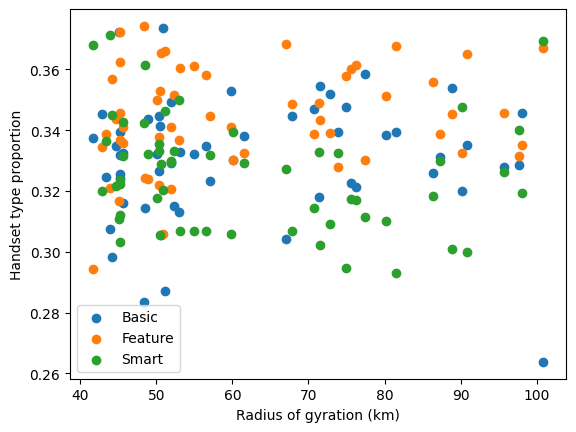 Handset type proportion
0.36
0.34
0.32
0.30
0.28
0.26
Basic
Feature
Smart
40 50 60 70 80 90 100
Radius of gyration (km)